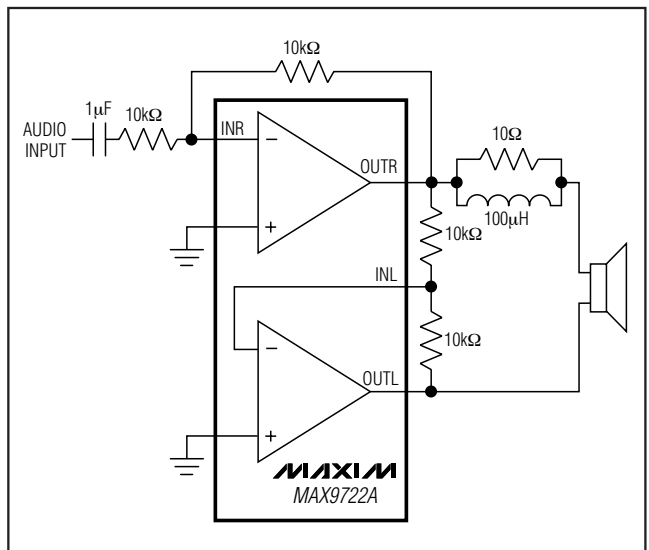 10kΩ
1μF
10kΩ
AUDIO
INPUT
INR
−
+
OUTR
10Ω
100μH
10kΩ
INL
10kΩ
−
+
OUTL
MAXIM
MAX9722A